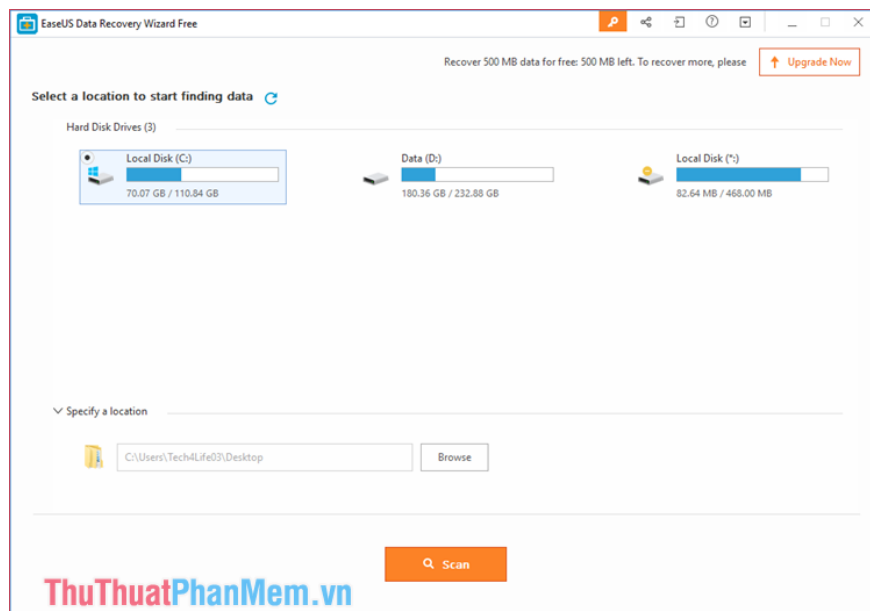 EaseUS Data Recovery Wizard Free
Recover 500 MB data for free: 500 MB left. To recover more, please
Upgrade Now
Select a location to start finding data
Hard Disk Drives (3)
Local Disk (C:)
70.07 GB / 110.84 GB
Data (D:)
180.36 GB / 232.88 GB
Local Disk (*:)
82.64 MB / 468.00 MB
Specify a location
C:\Users\Tech4Life03\Desktop
Browse
Scan
ThuThuatPhanMem.vn